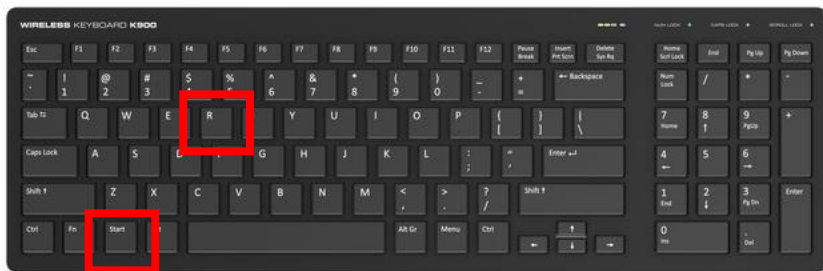 WIRELESS KEYBOARD K900 NUM LOCK CAPS LOCK SCROLL LOCK
Esc F1 F2 F3 F4 F5 F6 F7 F8 F9 F10 F11 F12 Pause Break Insert Prt Scrn Delete Sys Rq Home Scrl Lock End Pg Up Pg Down
~ ` ! 1 @ 2 # 3 $ % ^ 6 & 7 * 8 ( 9 ) 0 _ - + = ← Backspace Num Lock / * -
Tab Q W E R Y U I O P { [ } ] | \ 7 Home 8 ↑ 9 PgUp +
Caps Lock A S D G H J K L : ; " ' Enter ↵ 4 ← 5 6 →
Shift ↑ Z X C V B N M < , > . ? / Shift ↑ 1 End 2 ↓ 3 Pg Dn Enter
Ctrl Fn Start Alt Gr Menu Ctrl ← ↑ ↓ → 0 Ins . Del